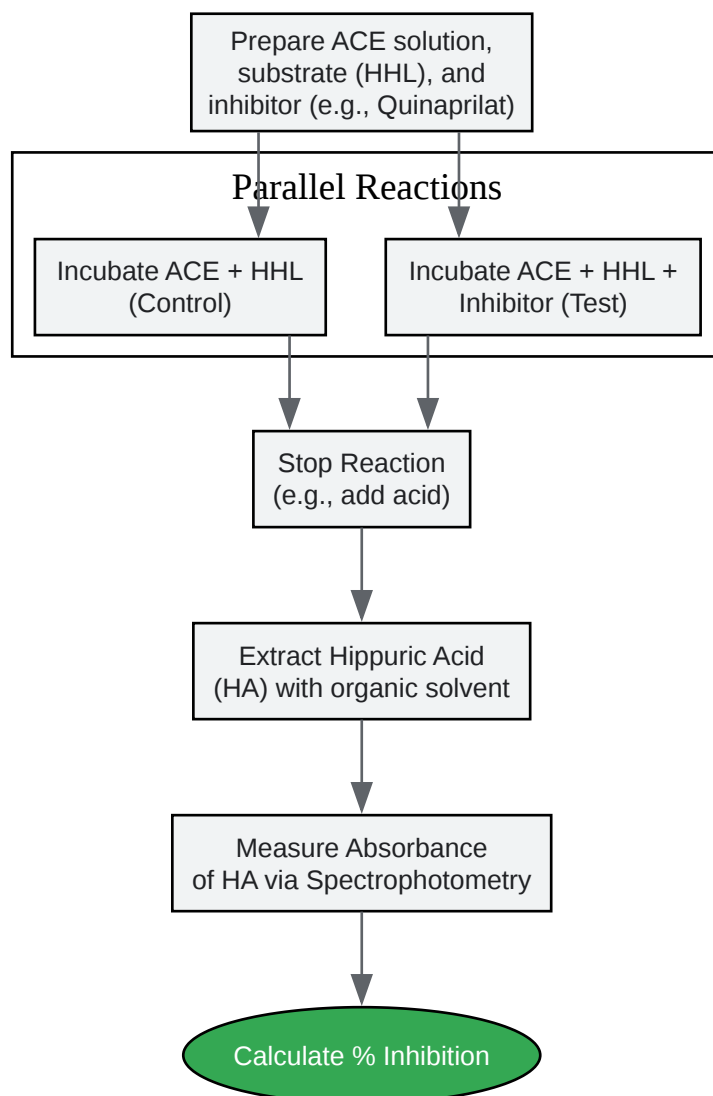 Prepare ACE solution,
substrate (HHL), and
inhibitor (e.g., Quinaprilat)
Parallel Reactions
Incubate ACE + HHL
(Control)
Incubate ACE + HHL +
Inhibitor (Test)
Stop Reaction
(e.g., add acid)
Extract Hippuric Acid
(HA) with organic solvent
Measure Absorbance
of HA via Spectrophotometry
Calculate % Inhibition